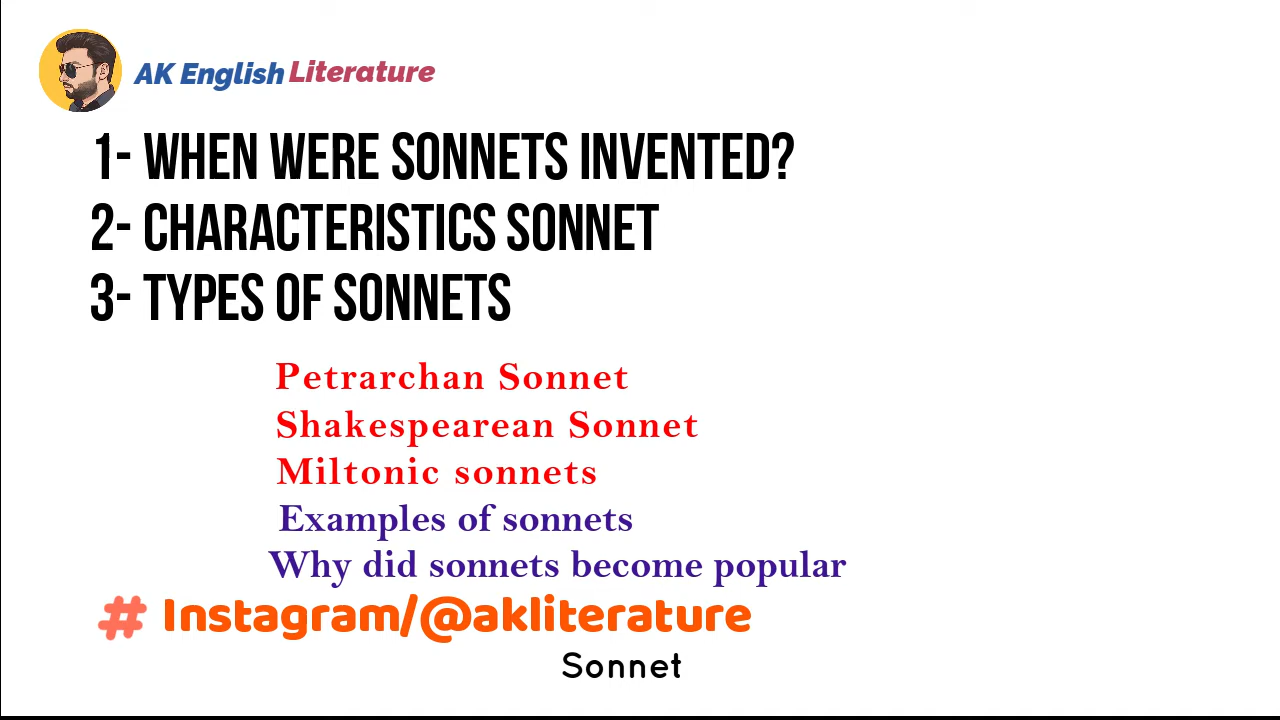 AK English Literature
1- WHEN WERE SONNETS INVENTED?
2- CHARACTERISTICS SONNET
3- TYPES OF SONNETS
Petrarchan Sonnet
Shakespearean Sonnet
Miltonic sonnets
Examples of sonnets
Why did sonnets become popular
# Instagram/@akliterature
Sonnet